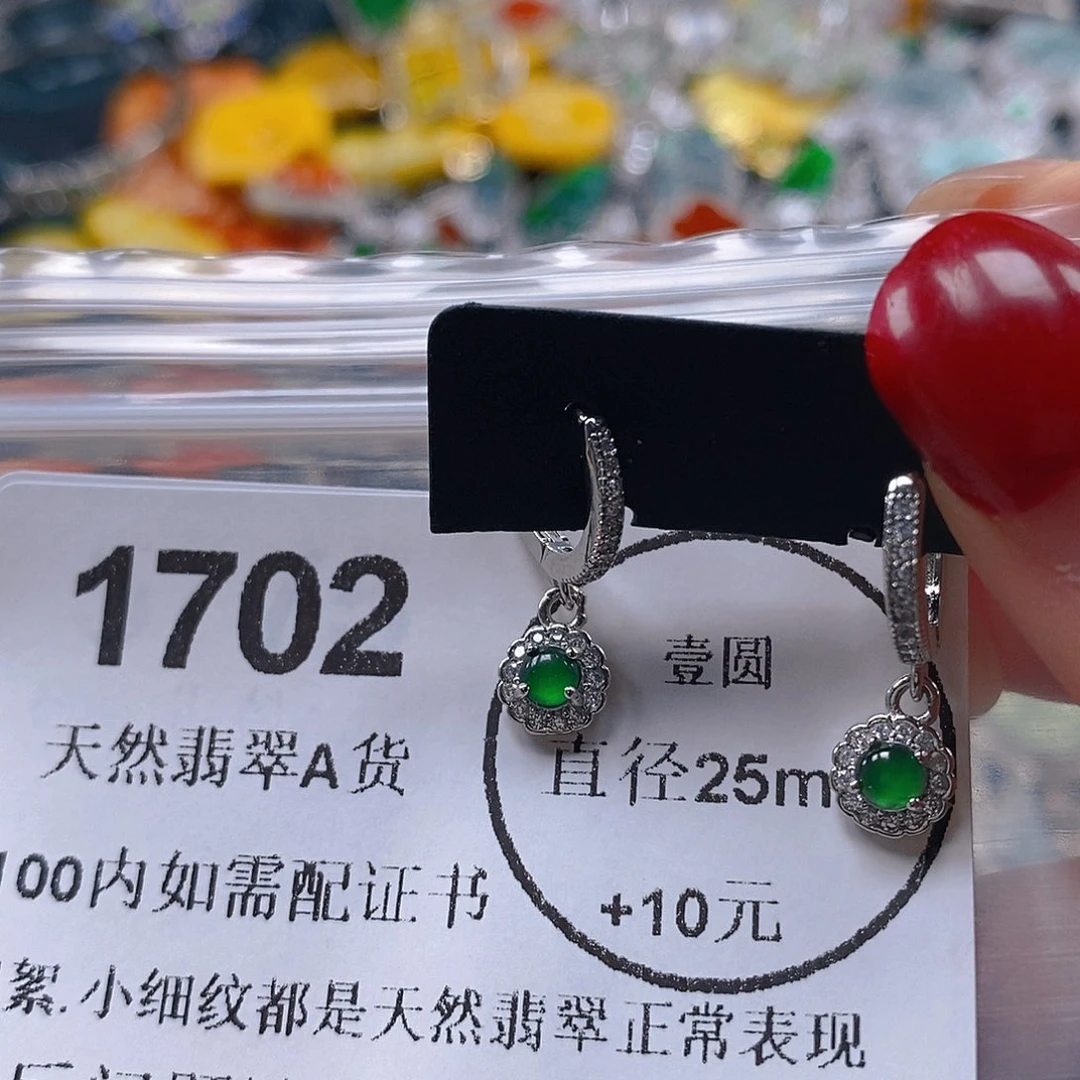 1702
天然翡翠A货
壹圆
直径25m
+10元
100内如需配证书
絮.小细纹都是天然翡翠正常表现